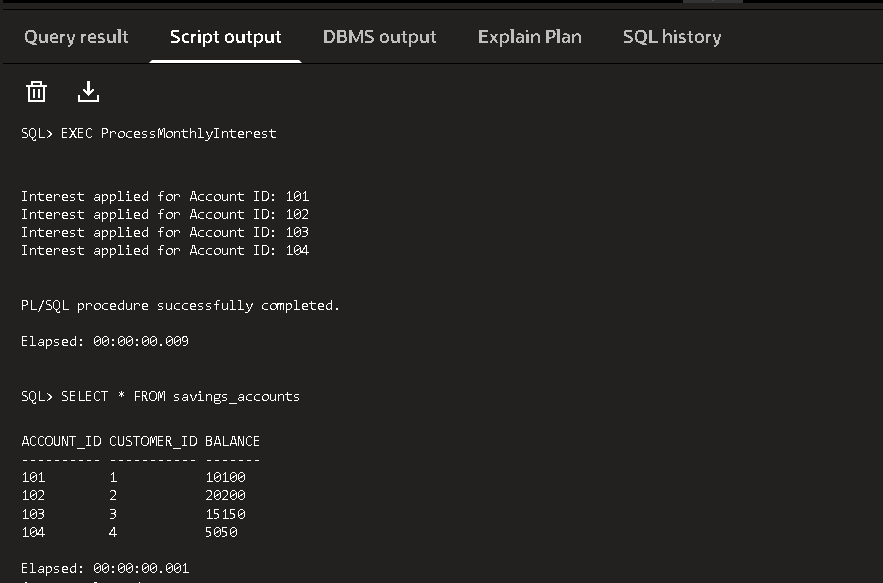 Query result Script output DBMS output Explain Plan SQL history
SQL> EXEC ProcessMonthlyInterest
Interest applied for Account ID: 101
Interest applied for Account ID: 102
Interest applied for Account ID: 103
Interest applied for Account ID: 104
PL/SQL procedure successfully completed.
Elapsed: 00:00:00.009
SQL> SELECT * FROM savings_accounts
ACCOUNT_ID CUSTOMER_ID BALANCE
---------- ----------- -------
101 1 10100
102 2 20200
103 3 15150
104 4 5050
Elapsed: 00:00:00.001